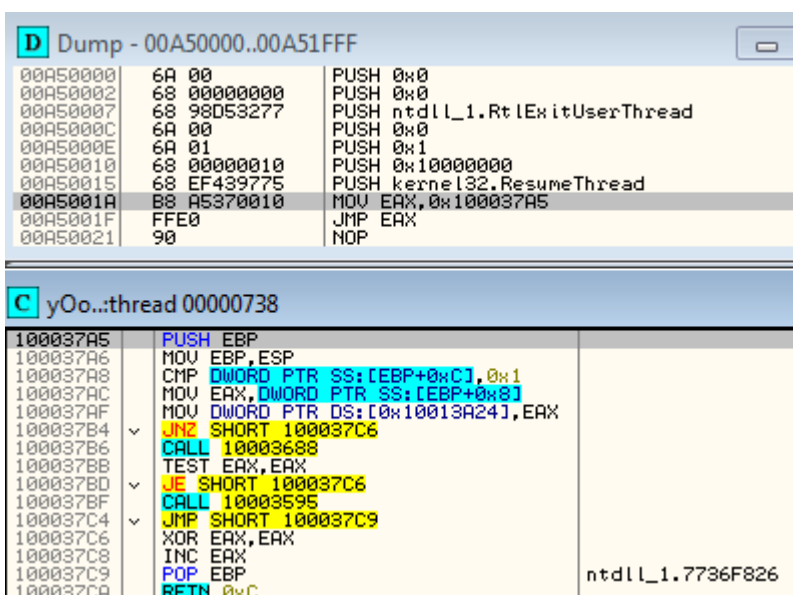 D Dump - 00A50000..00A51FFF
00A50000 6A 00 PUSH 0x0
00A50002 68 00000000 PUSH 0x0
00A50007 68 98D53277 PUSH ntdll_1.RtlExitUserThread
00A5000C 6A 00 PUSH 0x0
00A5000E 6A 01 PUSH 0x1
00A50010 68 00000010 PUSH 0x10000000
00A50015 68 EF439775 PUSH kernel32.ResumeThread
00A5001A B8 A5370010 MOV EAX,0x100037A5
00A5001F FFE0 JMP EAX
00A50021 90 NOP
C yOo..:thread 00000738
100037A5 PUSH EBP
100037A6 MOV EBP,ESP
100037A8 CMP DWORD PTR SS:[EBP+0xC],0x1
100037AC MOV EAX,DWORD PTR SS:[EBP+0x8]
100037AF MOV DWORD PTR DS:[0x10013A24],EAX
100037B4 JNZ SHORT 100037C6
100037B6 CALL 10003688
100037BB TEST EAX,EAX
100037BD JE SHORT 100037C6
100037BF CALL 10003595
100037C4 JMP SHORT 100037C9
100037C6 XOR EAX,EAX
100037C8 INC EAX
100037C9 POP EBP ntdll_1.7736F826
100037CA RETN 0xC